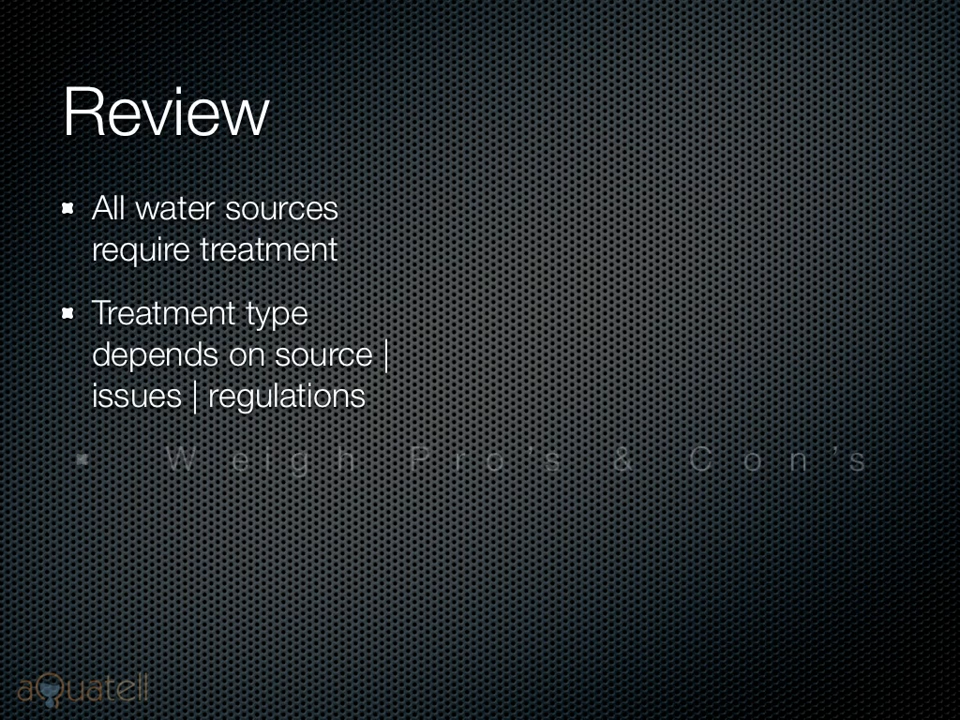 Review
All water sources
require treatment
Treatment type
depends on source |
issues | regulations
Weigh Pro's & Con's
aquatell